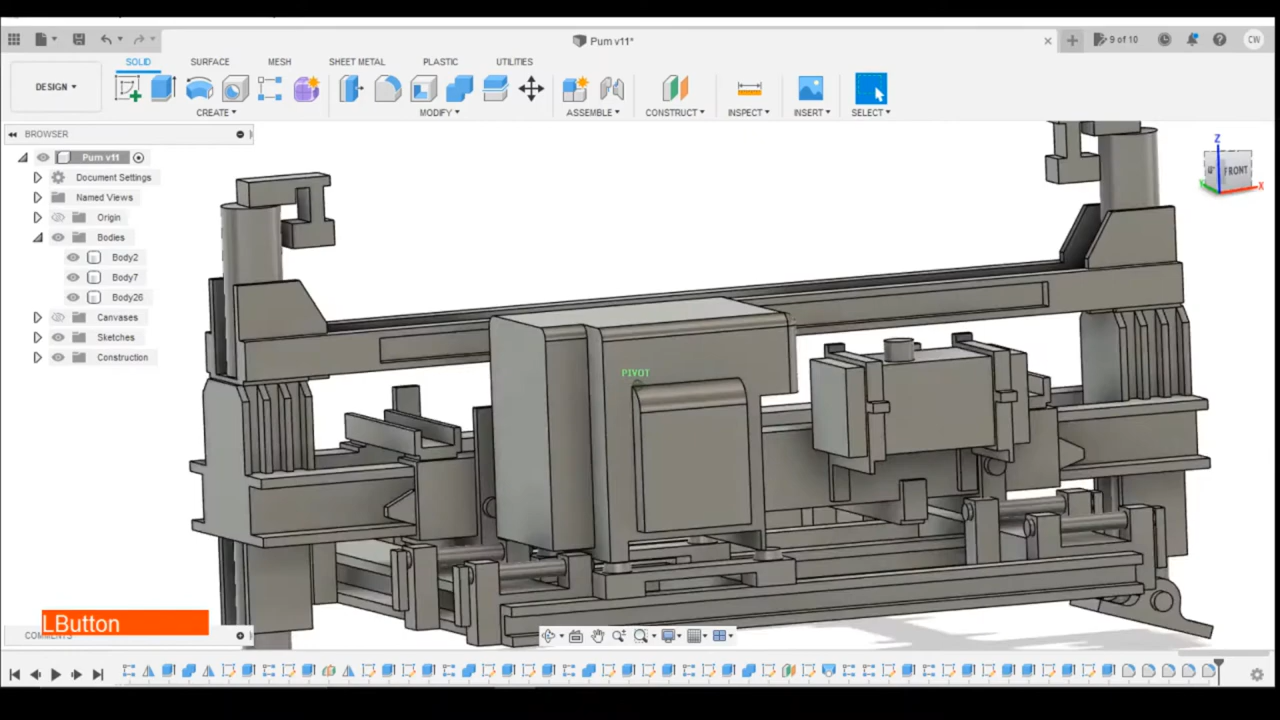 Pum v11*
9 of 10
CW
DESIGN
SOLID
SURFACE
MESH
SHEET METAL
PLASTIC
UTILITIES
CREATE
MODIFY
ASSEMBLE
CONSTRUCT
INSPECT
INSERT
SELECT
BROWSER
Pum v11
Document Settings
Named Views
Origin
Bodies
Body2
Body7
Body26
Canvases
Sketches
Construction
Z
FRONT
X
Y
PIVOT
LButton
COMMENTS